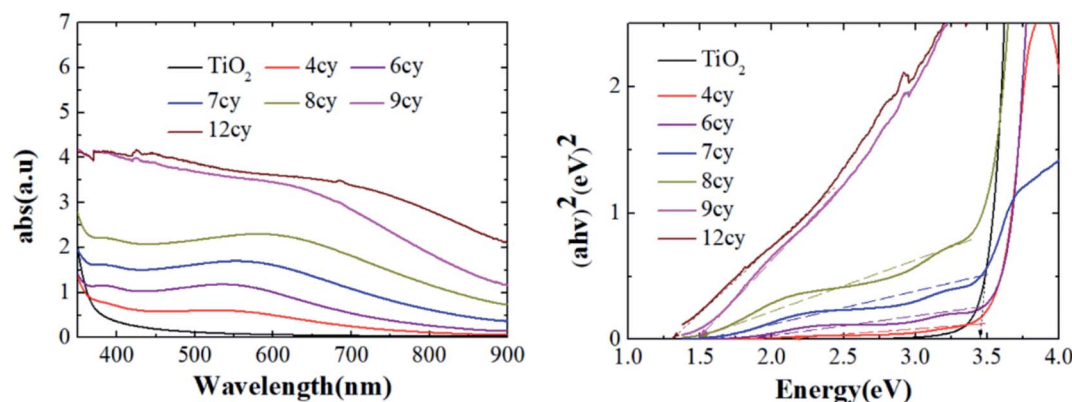 abs(a.u)
7
6
5
4
3
2
1
0
TiO₂ 4cy 6cy
7cy 8cy 9cy
12cy
400 500 600 700 800 900
Wavelength(nm)
(ahv)²(eV)²
2
1
0
TiO₂
4cy
6cy
7cy
8cy
9cy
12cy
1.0 1.5 2.0 2.5 3.0 3.5 4.0
Energy(eV)